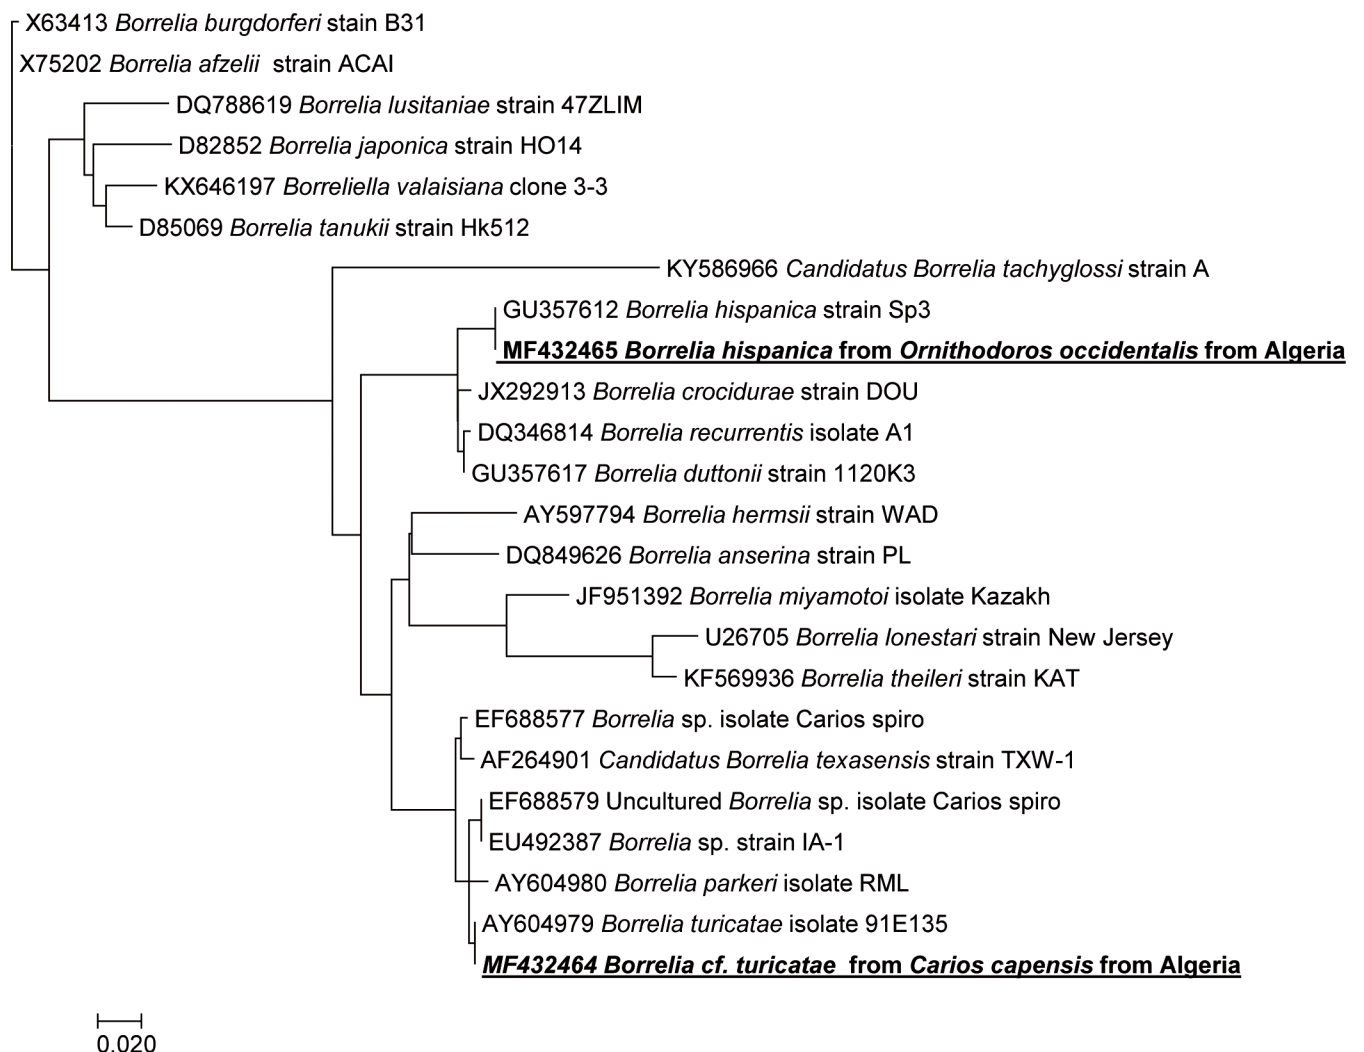 X63413 Borrelia burgdorferi stain B31
X75202 Borrelia afzelii strain ACAI
DQ788619 Borrelia lusitaniae strain 47ZLIM
D82852 Borrelia japonica strain HO14
KX646197 Borreliella valaisiana clone 3-3
D85069 Borrelia tanukii strain Hk512
KY586966 Candidatus Borrelia tachyglossi strain A
GU357612 Borrelia hispanica strain Sp3
MF432465 Borrelia hispanica from Ornithodoros occidentalis from Algeria
JX292913 Borrelia crocidurae strain DOU
DQ346814 Borrelia recurrentis isolate A1
GU357617 Borrelia duttonii strain 1120K3
AY597794 Borrelia hermsii strain WAD
DQ849626 Borrelia anserina strain PL
JF951392 Borrelia miyamotoi isolate Kazakh
U26705 Borrelia lonestari strain New Jersey
KF569936 Borrelia theileri strain KAT
EF688577 Borrelia sp. isolate Carios spiro
AF264901 Candidatus Borrelia texasensis strain TXW-1
EF688579 Uncultured Borrelia sp. isolate Carios spiro
EU492387 Borrelia sp. strain IA-1
AY604980 Borrelia parkeri isolate RML
AY604979 Borrelia turicatae isolate 91E135
MF432464 Borrelia cf. turicatae from Carios capensis from Algeria
0.020